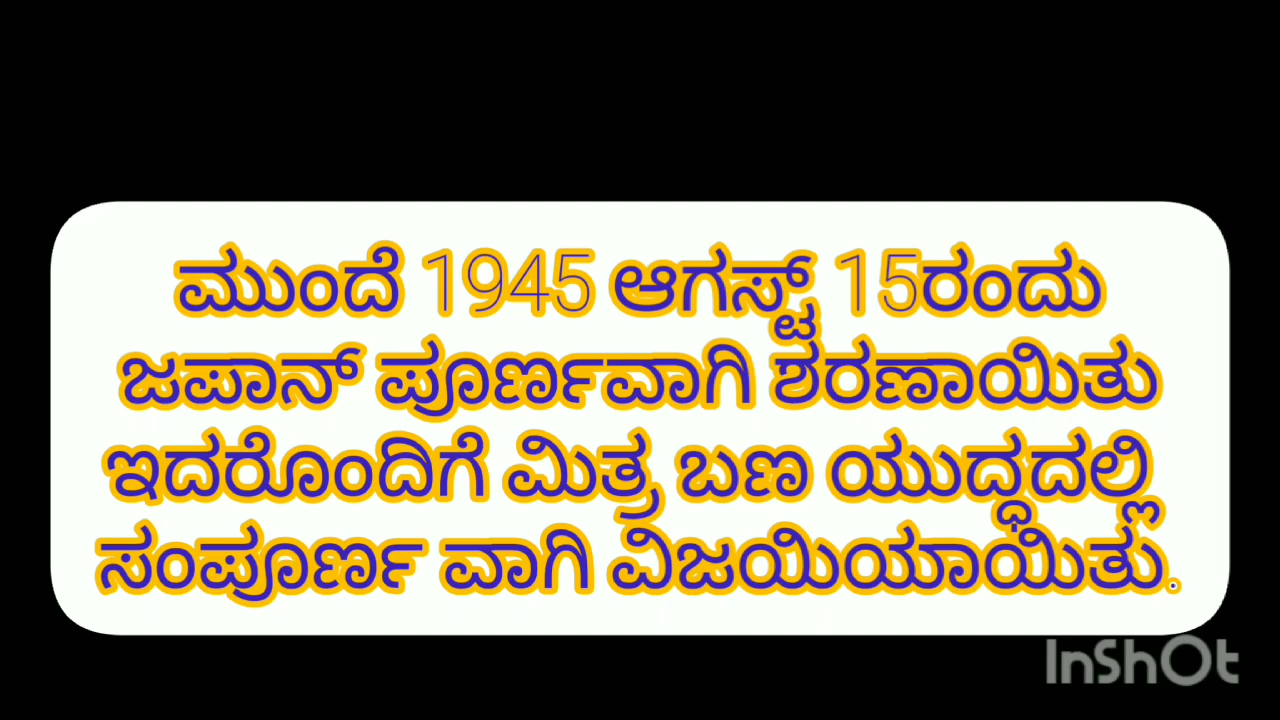 ಮುಂದೆ 1945 ಆಗಸ್ಟ್ 15ರಂದು
ಜಪಾನ್ ಪೂರ್ಣವಾಗಿ ಶರಣಾಯಿತು
ಇದರೊಂದಿಗೆ ಮಿತ್ರ ಬಣ ಯುದ್ಧದಲ್ಲಿ
ಸಂಪೂರ್ಣ ವಾಗಿ ವಿಜಯಿಯಾಯಿತು.
InShOt